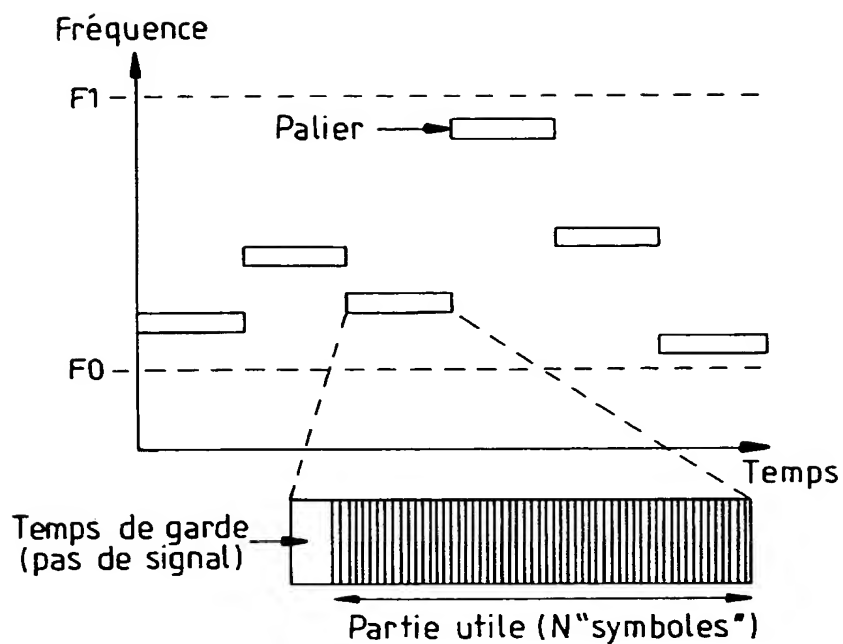 Fréquence
F1
Palier
F0
Temps
Temps de garde
(pas de signal)
Partie utile (N "symboles")